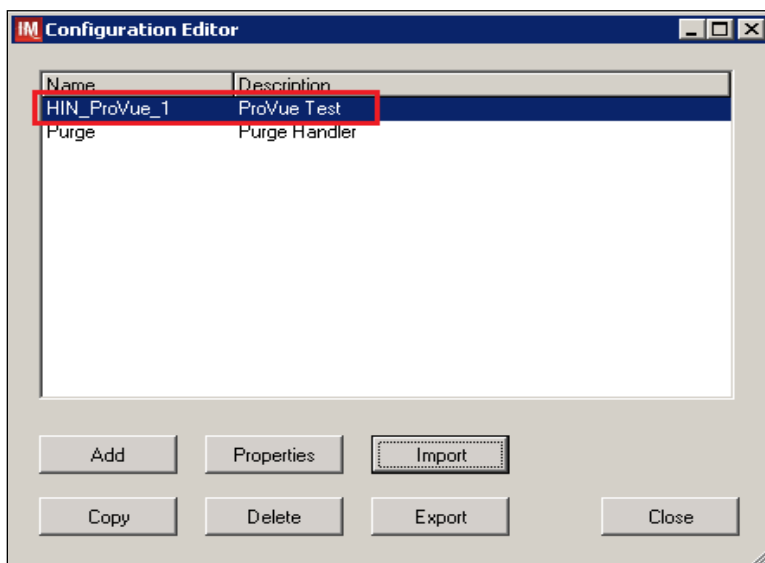 IM Configuration Editor
Name Description
HIN_ProVue_1 ProVue Test
Purge Purge Handler
Add Properties Import
Copy Delete Export Close